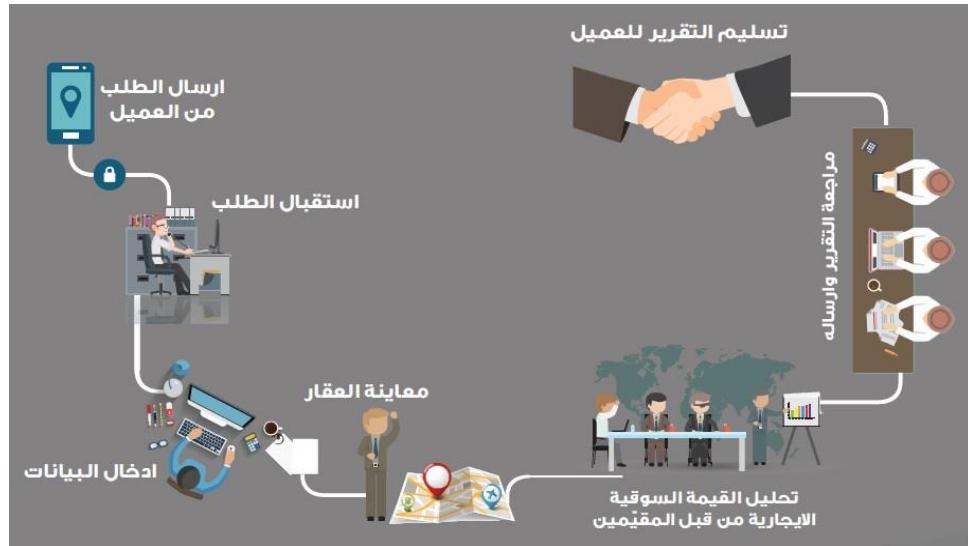 ارسال الطلب
من العميل
استقبال الطلب
ادخال البيانات
معاينة العقار
تحليل القيمة السوقية
الايجارية من قبل المقيّمين
مراجعة التقرير وارساله
تسليم التقرير للعميل